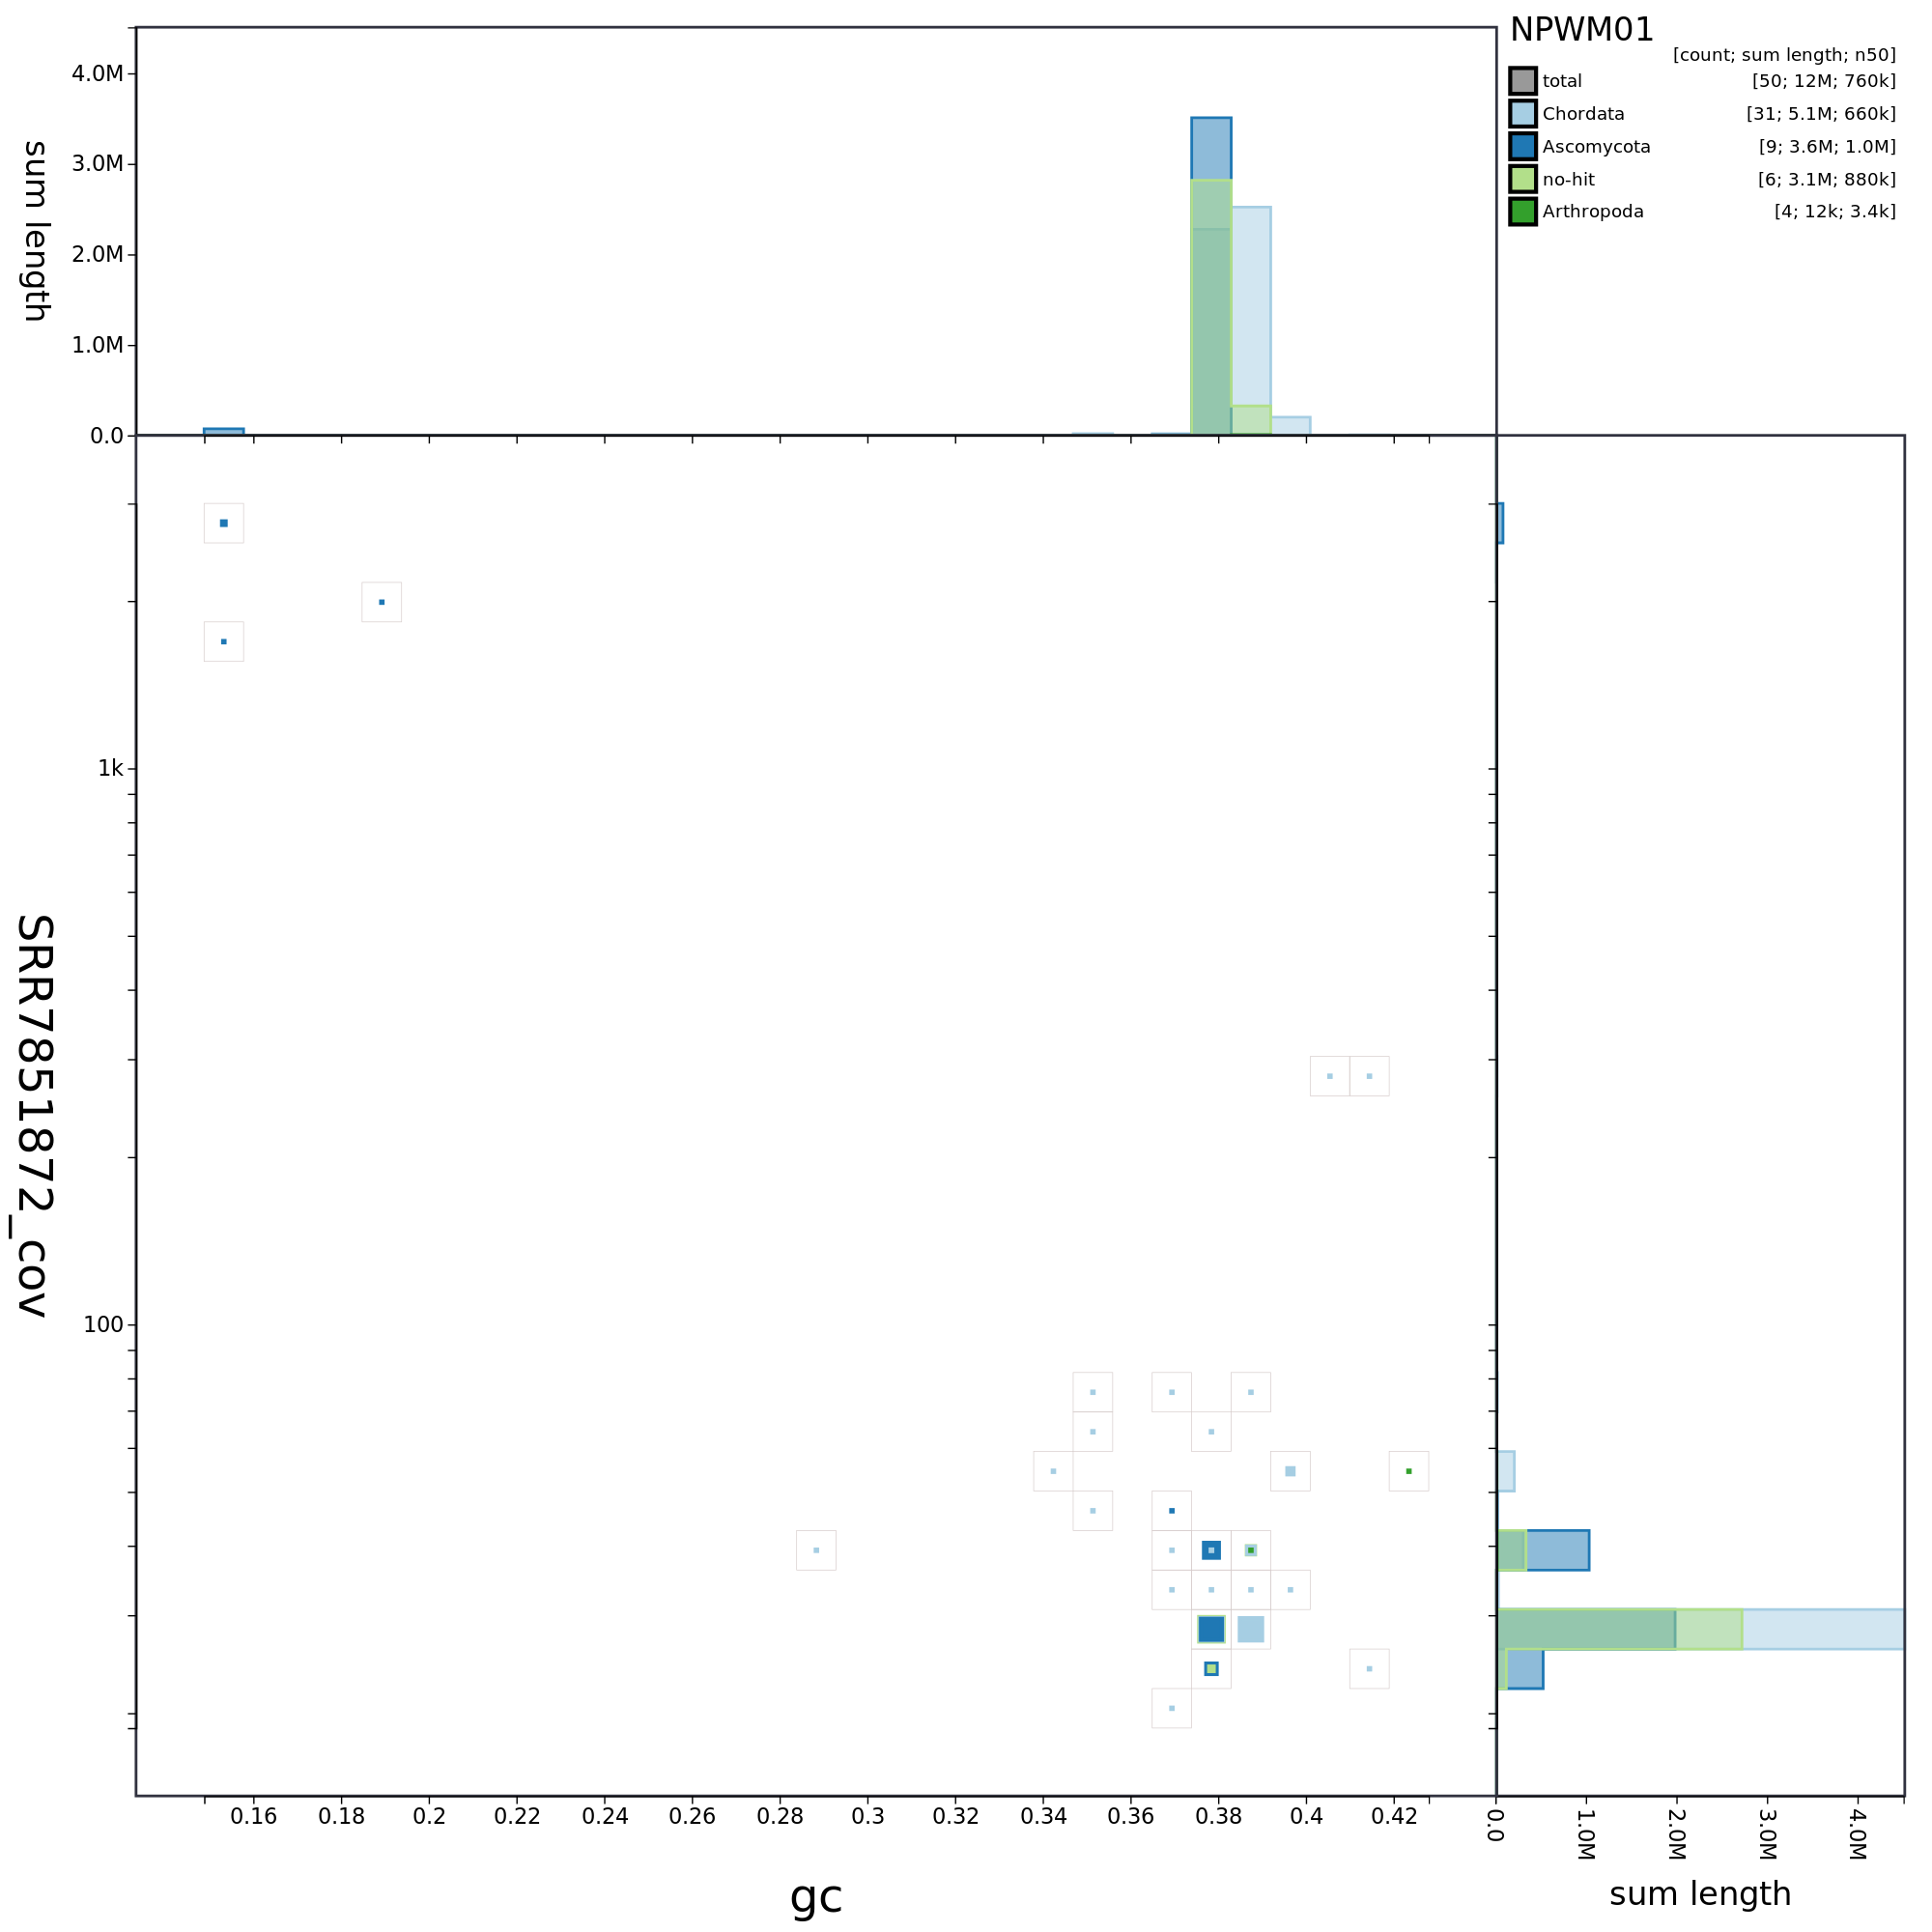 NPWM01
[count; sum length; n50]
total [50; 12M; 760k]
Chordata [31; 5.1M; 660k]
Ascomycota [9; 3.6M; 1.0M]
no-hit [6; 3.1M; 880k]
Arthropoda [4; 12k; 3.4k]
sum length
4.0M
3.0M
2.0M
1.0M
0.0
SRR7851872_cov
1k
100
0.16 0.18 0.2 0.22 0.24 0.26 0.28 0.3 0.32 0.34 0.36 0.38 0.4 0.42
gc
0.0 1.0M 2.0M 3.0M 4.0M
sum length